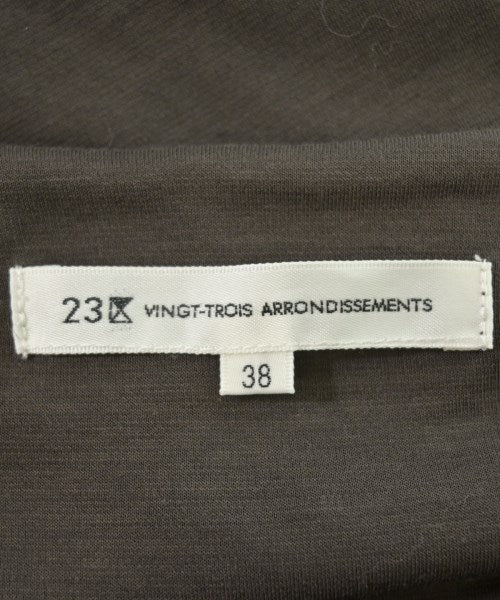 23区 VINGT-TROIS ARRONDISSEMENTS
38